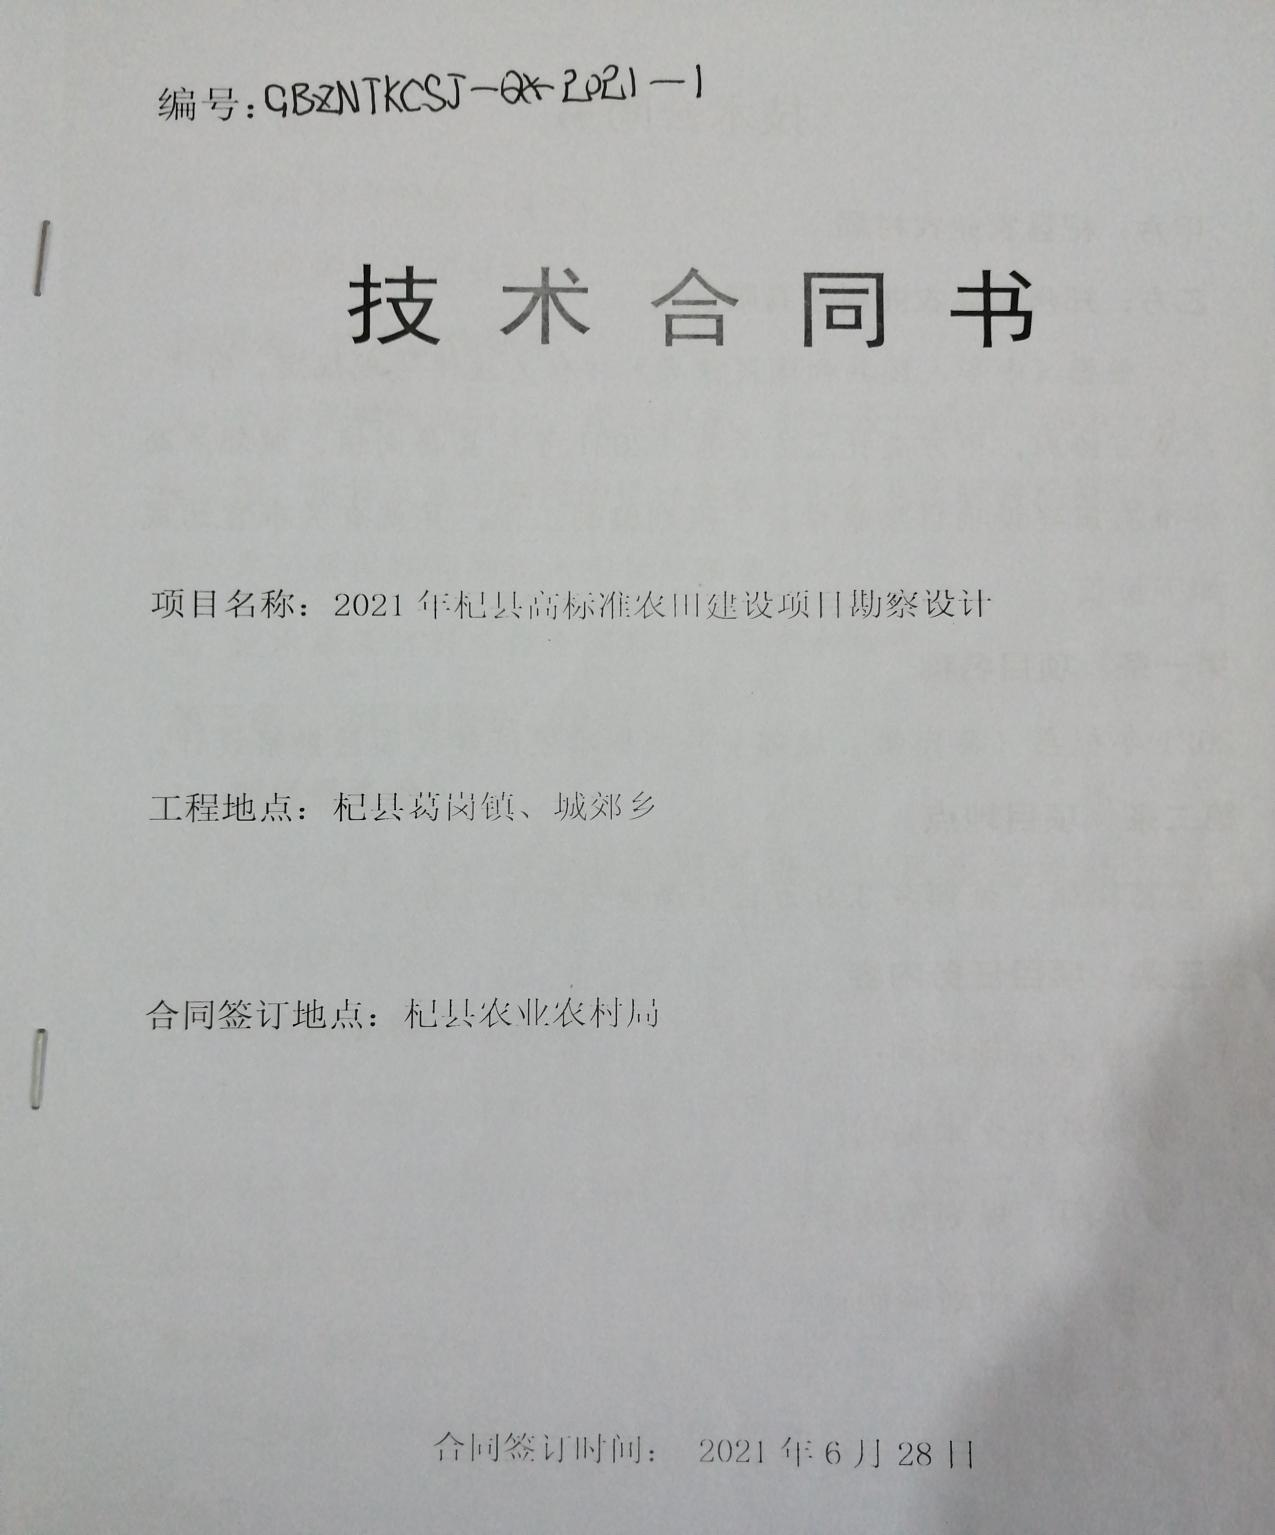 编号:GBZNTKCSJ-QX-2021-1
技术合同书
项目名称：2021年杞县高标准农田建设项目勘察设计
工程地点：杞县葛岗镇、城郊乡
合同签订地点：杞县农业农村局
合同签订时间： 2021年6月28日